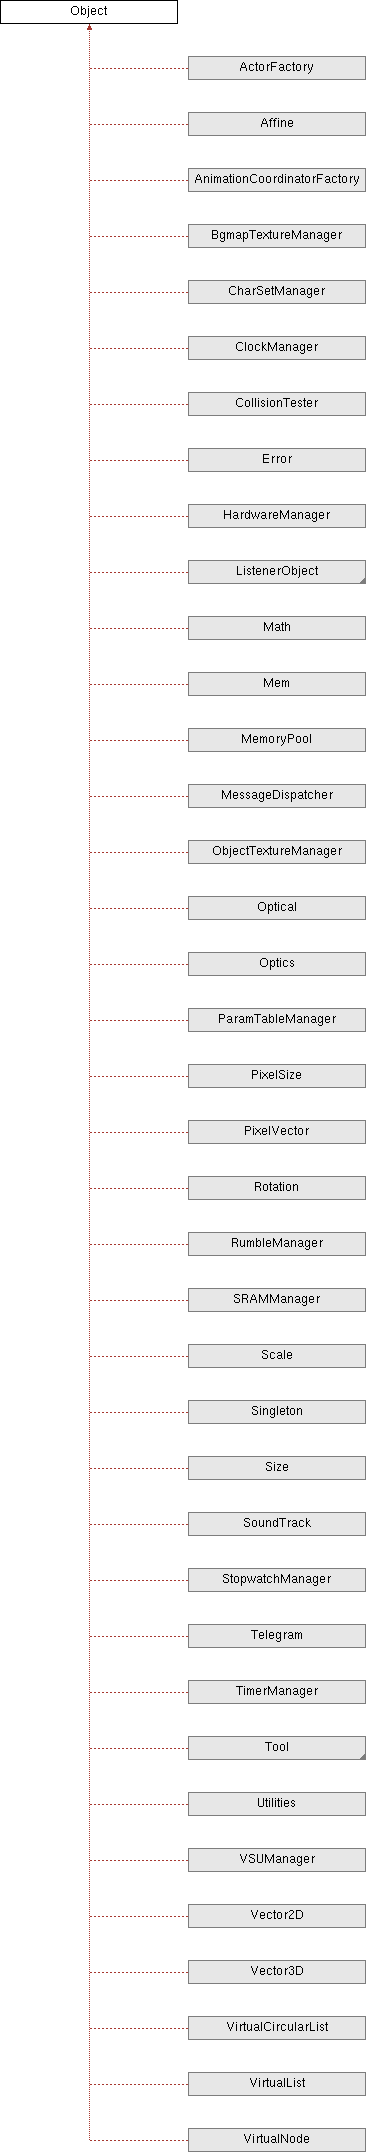 Object
ActorFactory
Affine
AnimationCoordinatorFactory
BgmapTextureManager
CharSetManager
ClockManager
CollisionTester
Error
HardwareManager
ListenerObject
Math
Mem
MemoryPool
MessageDispatcher
ObjectTextureManager
Optical
Optics
ParamTableManager
PixelSize
PixelVector
Rotation
RumbleManager
SRAMManager
Scale
Singleton
Size
SoundTrack
StopwatchManager
Telegram
TimerManager
Tool
Utilities
VSUManager
Vector2D
Vector3D
VirtualCircularList
VirtualList
VirtualNode